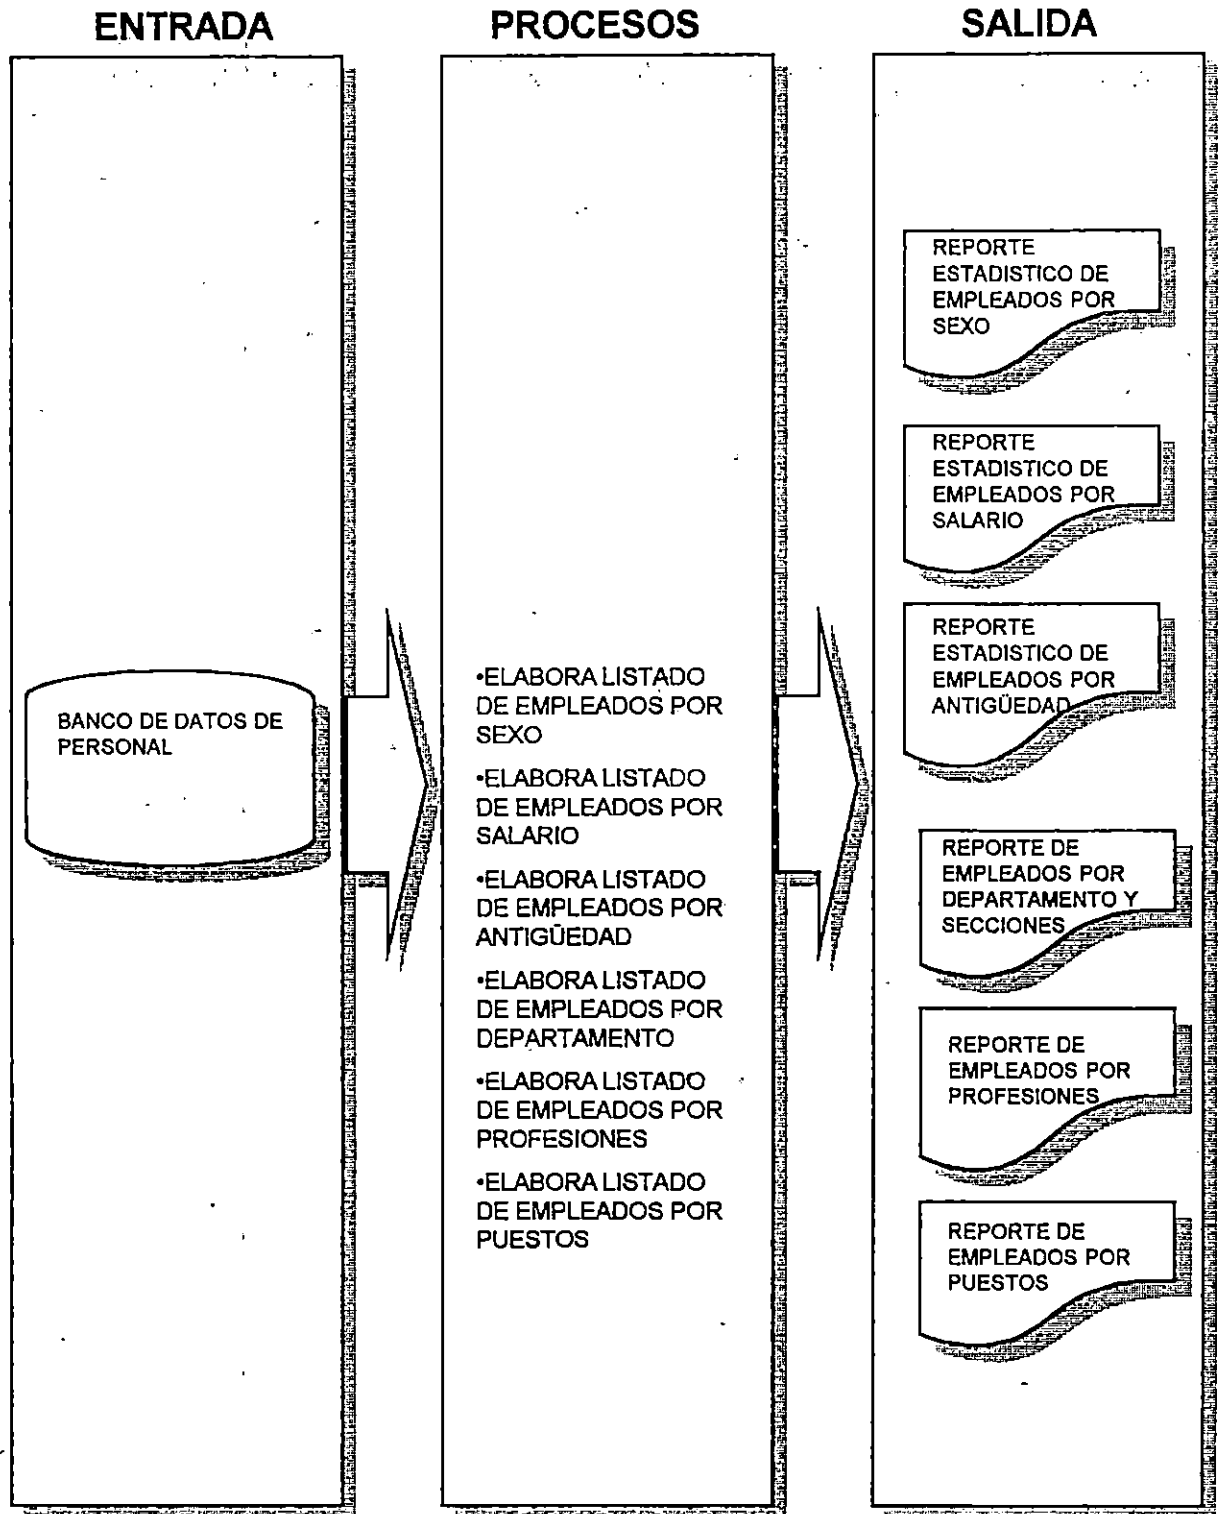 ENTRADA
PROCESOS
SALIDA
BANCO DE DATOS DE
PERSONAL
•ELABORA LISTADO
DE EMPLEADOS POR
SEXO
•ELABORA LISTADO
DE EMPLEADOS POR
SALARIO
•ELABORA LISTADO
DE EMPLEADOS POR
ANTIGÜEDAD
•ELABORA LISTADO
DE EMPLEADOS POR
DEPARTAMENTO
•ELABORA LISTADO
DE EMPLEADOS POR
PROFESIONES
•ELABORA LISTADO
DE EMPLEADOS POR
PUESTOS
REPORTE
ESTADISTICO DE
EMPLEADOS POR
SEXO
REPORTE
ESTADISTICO DE
EMPLEADOS POR
SALARIO
REPORTE
ESTADISTICO DE
EMPLEADOS POR
ANTIGÜEDAD
REPORTE DE
EMPLEADOS POR
DEPARTAMENTO Y
SECCIONES
REPORTE DE
EMPLEADOS POR
PROFESIONES
REPORTE DE
EMPLEADOS POR
PUESTOS